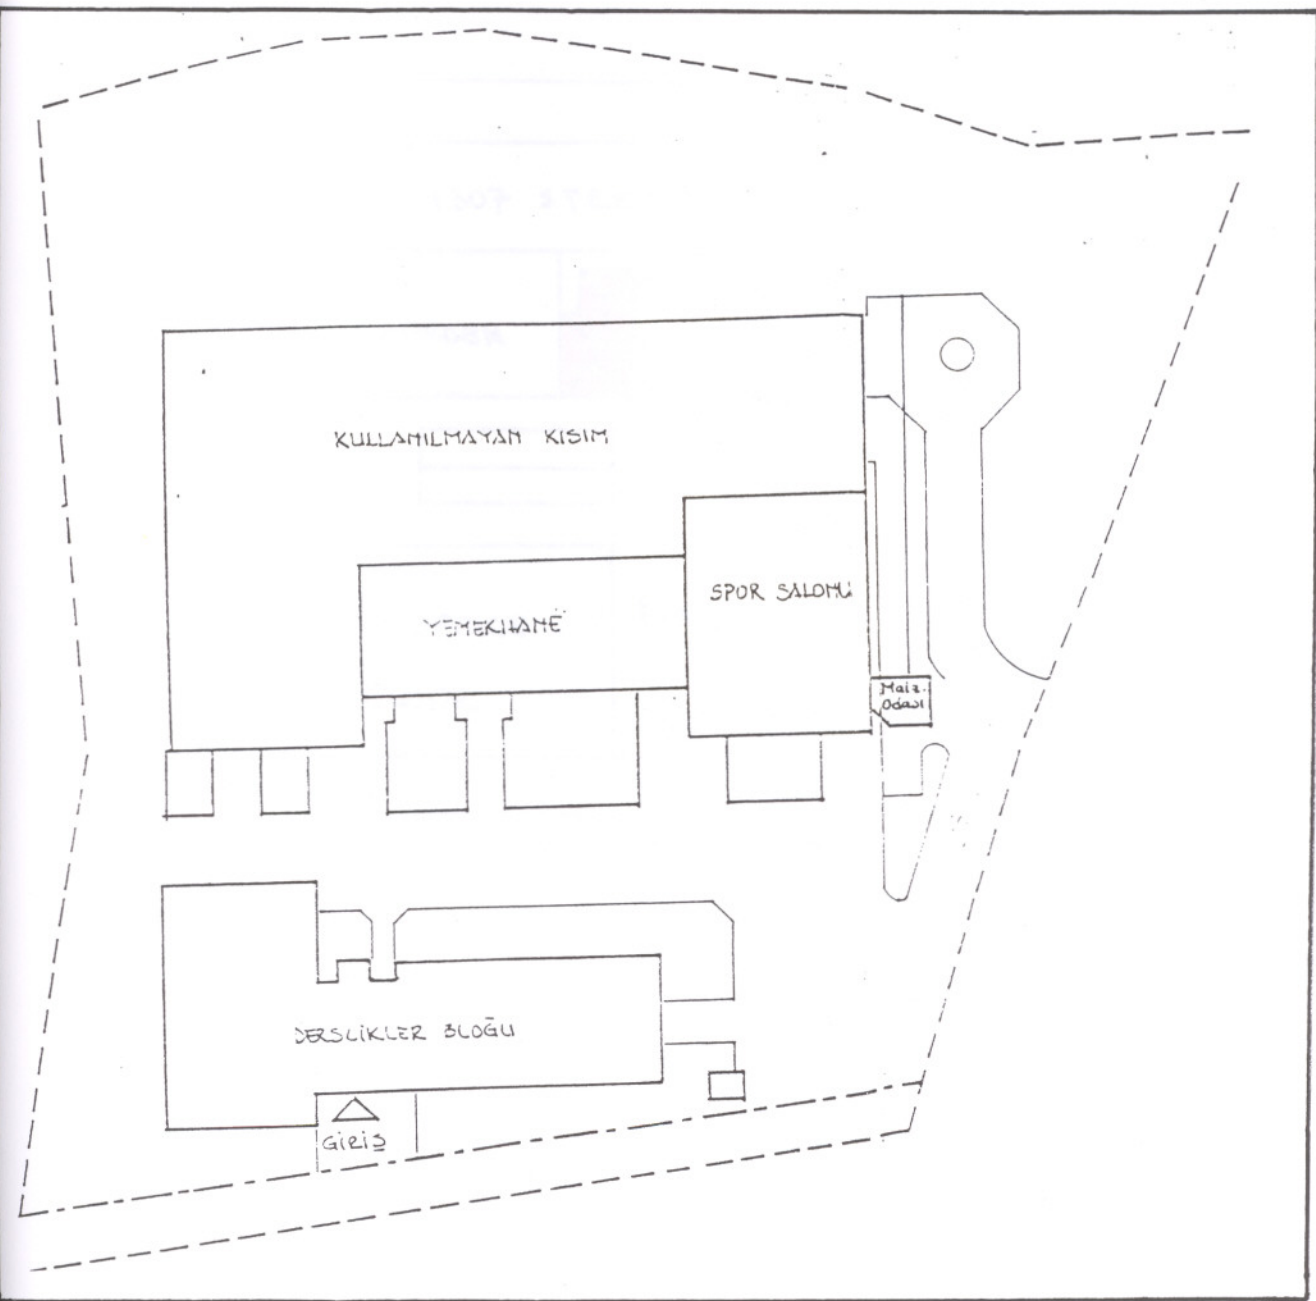 KULLANILMAYAN KISIM
SPOR SALONU
YEMEKHANE
Malz.
Odası
DERSLİKLER BLOĞU
GİRİŞ